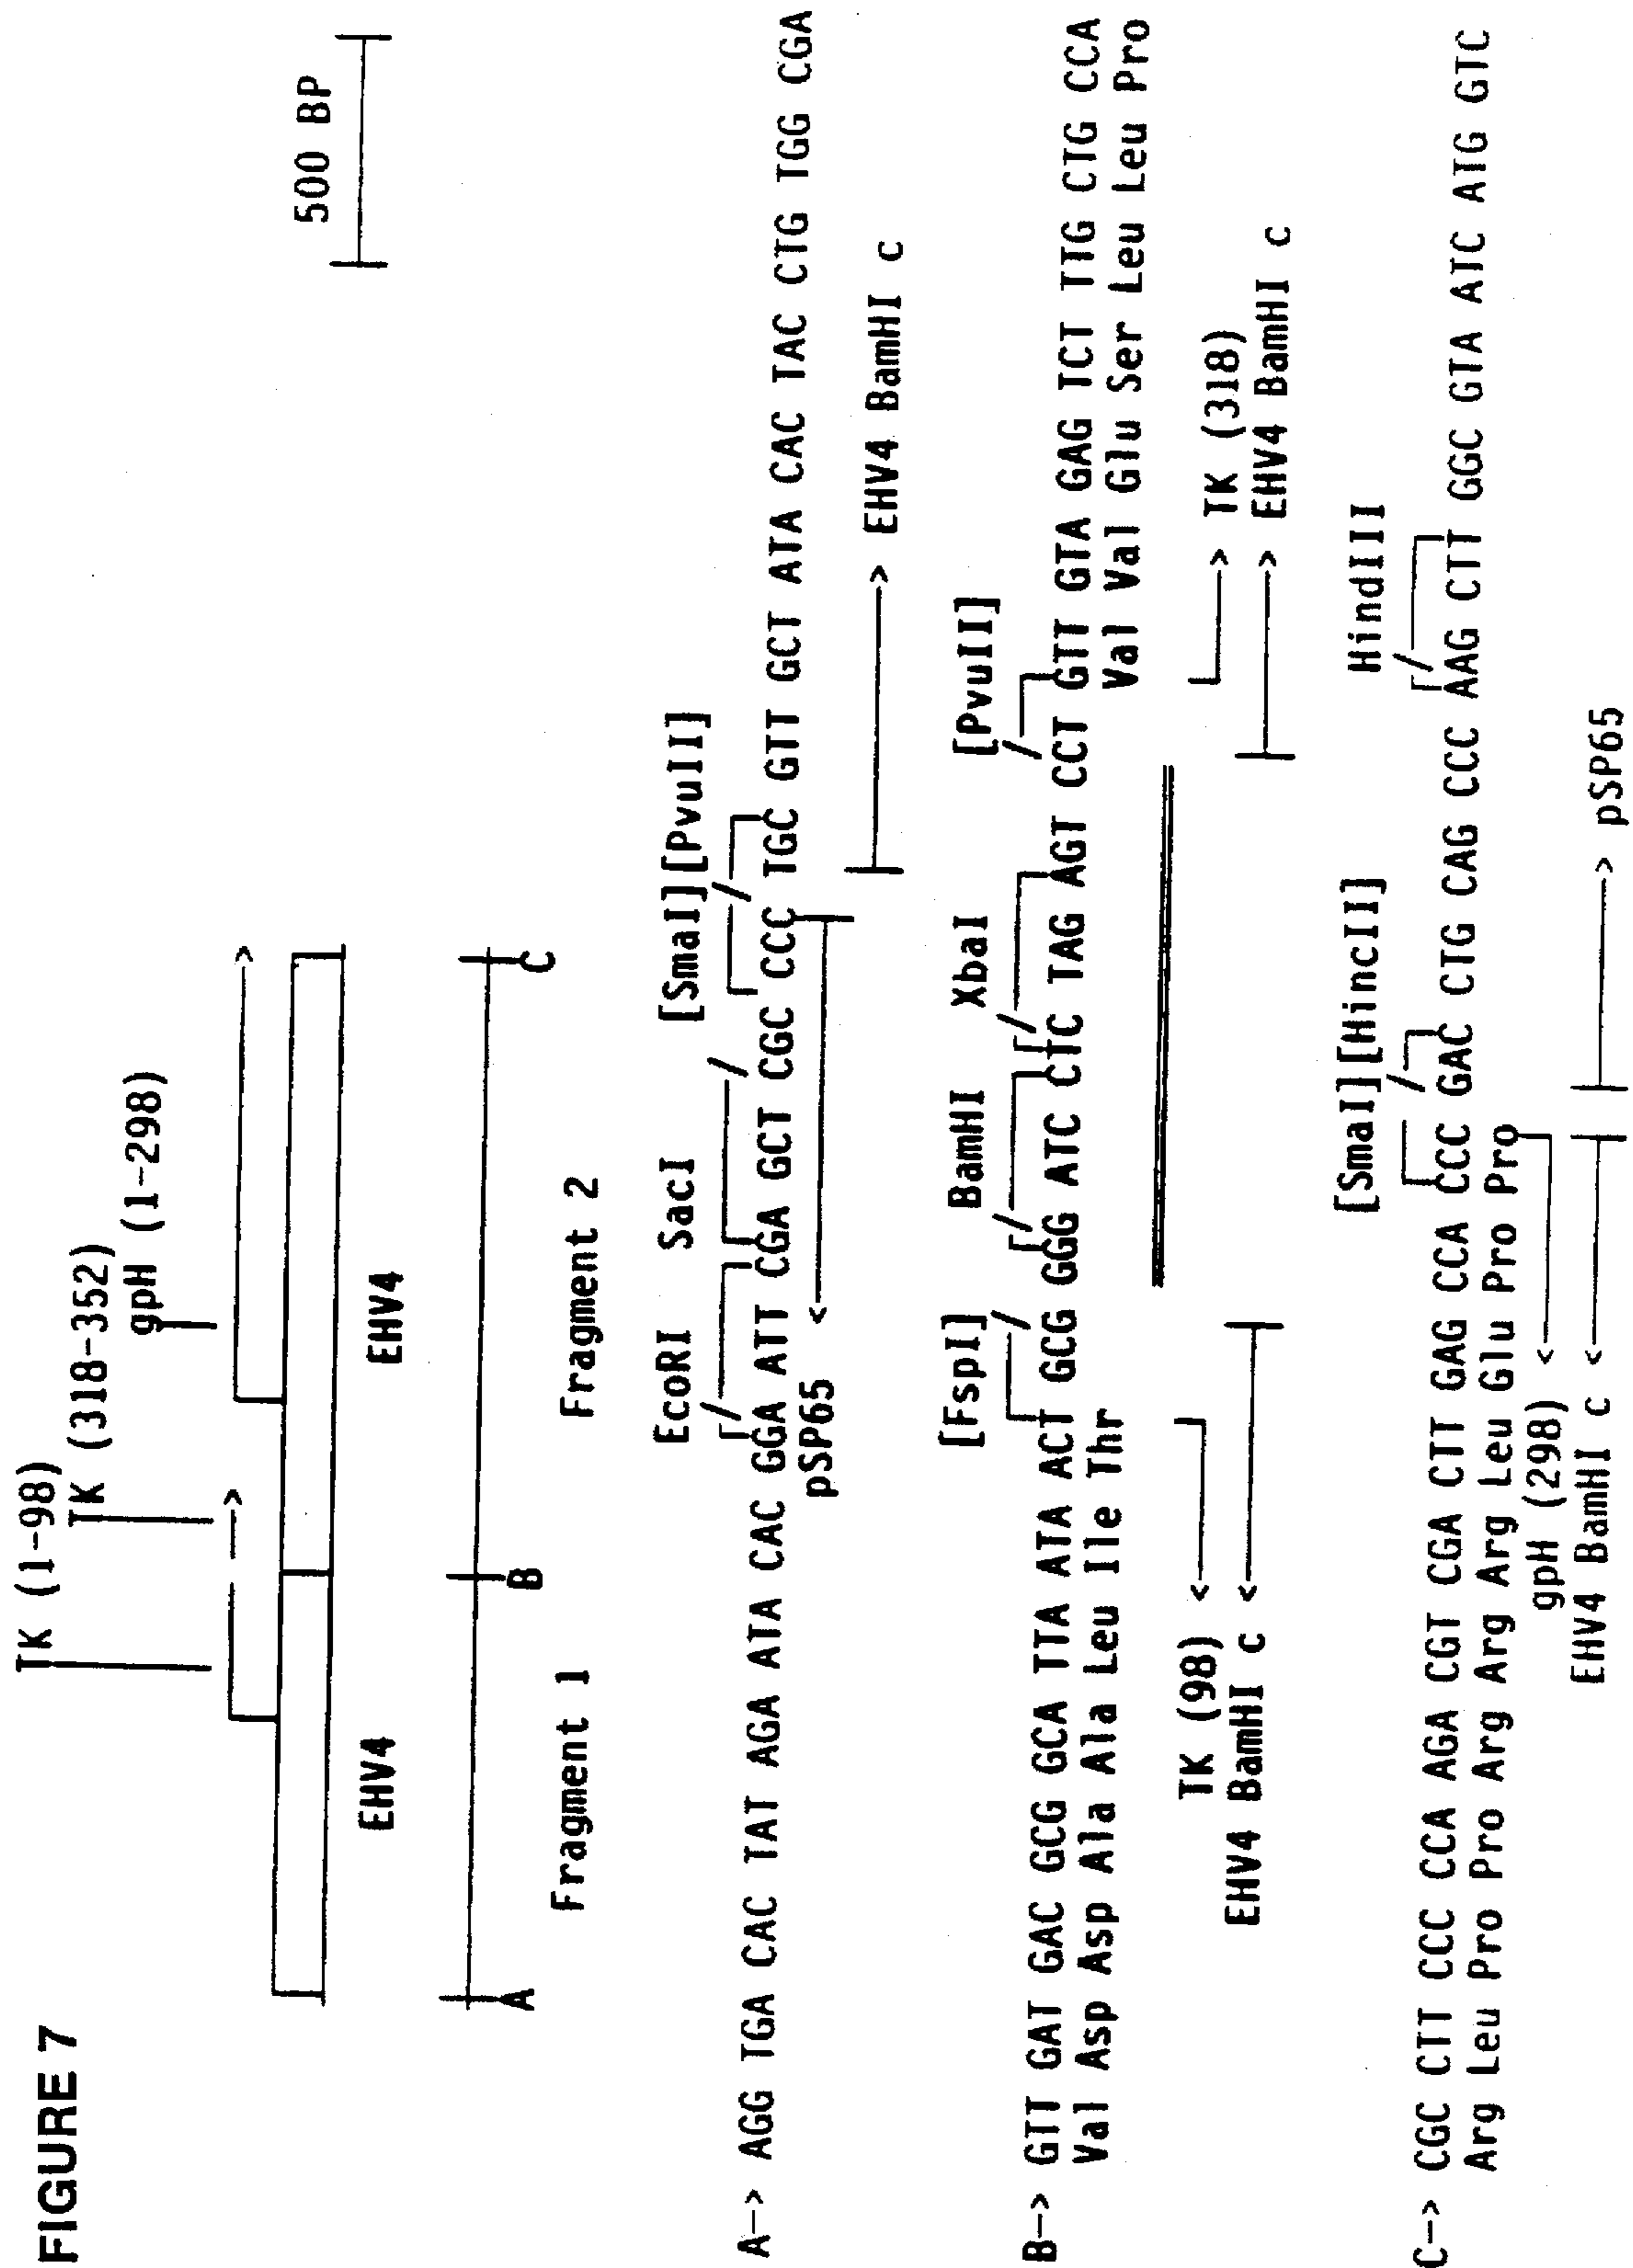 FIGURE 7
TK (1-98)
TK (318-352)
gpH (1-298)
500 BP
EHV4
EHV4
A
B
C
Fragment 1
Fragment 2
EcoRI SacI [SmaI][PvuII]
A—> AGG TGA CAC TAT AGA ATA CAC GGA ATT CGA GCT CGC CCC TGC GTT GCT ATA CAC TAC CTG TGG CGA
pSP65 <
> EHV4 BamHI c
[FspI] BamHI XbaI [PvuII]
B—> GTT GAT GAC GCG GCA TTA ATA ACT GCG GGG ATC CTC TAG AGT CCT GTT GTA GAG TCT TTG CTG CCA
Val Asp Asp Ala Ala Leu Ile Thr Val Val Glu Ser Leu Leu Pro
TK (98) < > TK (318)
EHV4 BamHI c < > EHV4 BamHI c
[SmaI][HincII] HindIII
C—> CGC CTT CCC CCA AGA CGT CGA CTT GAG CCA CCC GAC CTG CAG CCC AAG CTT GGC GTA ATC ATG GTC
Arg Leu Pro Pro Arg Arg Arg Leu Glu Pro Pro
gpH (298) <
EHV4 BamHI c < > pSP65